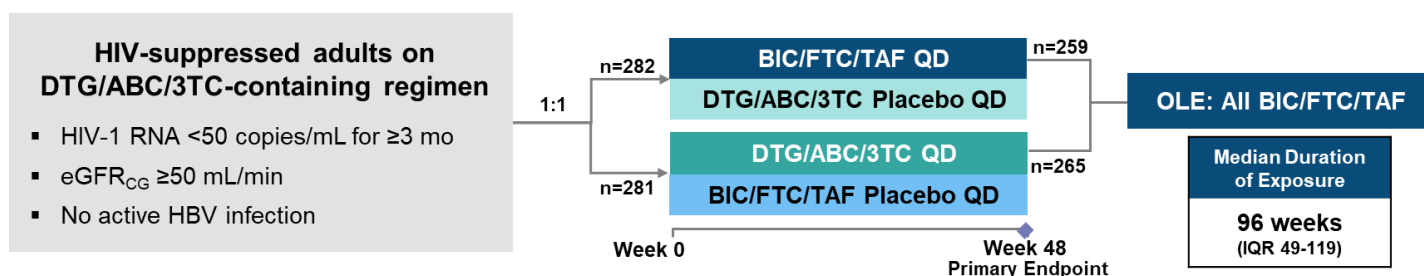 HIV-suppressed adults on
DTG/ABC/3TC-containing regimen
▪ HIV-1 RNA <50 copies/mL for ≥3 mo
▪ eGFRCG ≥50 mL/min
▪ No active HBV infection
1:1
n=282
n=281
BIC/FTC/TAF QD
DTG/ABC/3TC Placebo QD
DTG/ABC/3TC QD
BIC/FTC/TAF Placebo QD
n=259
n=265
Week 0
Week 48
Primary Endpoint
OLE: All BIC/FTC/TAF
Median Duration
of Exposure
96 weeks
(IQR 49-119)